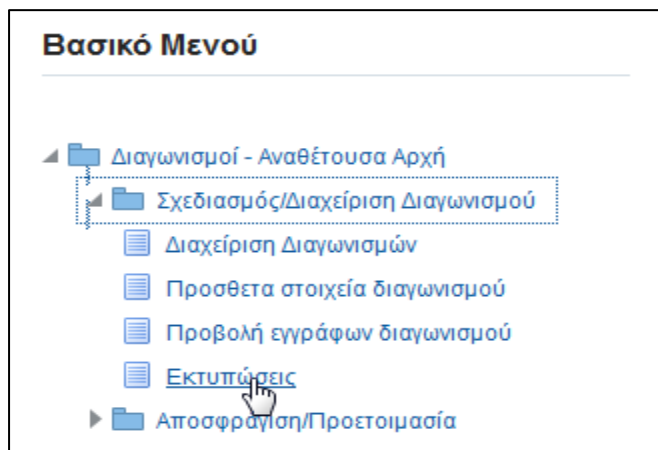 Βασικό Μενού
Διαγωνισμοί - Αναθέτουσα Αρχή
Σχεδιασμός/Διαχείριση Διαγωνισμού
Διαχείριση Διαγωνισμών
Προσθετα στοιχεία διαγωνισμού
Προβολή εγγράφων διαγωνισμού
Εκτυπώσεις
Αποσφράγιση/Προετοιμασία